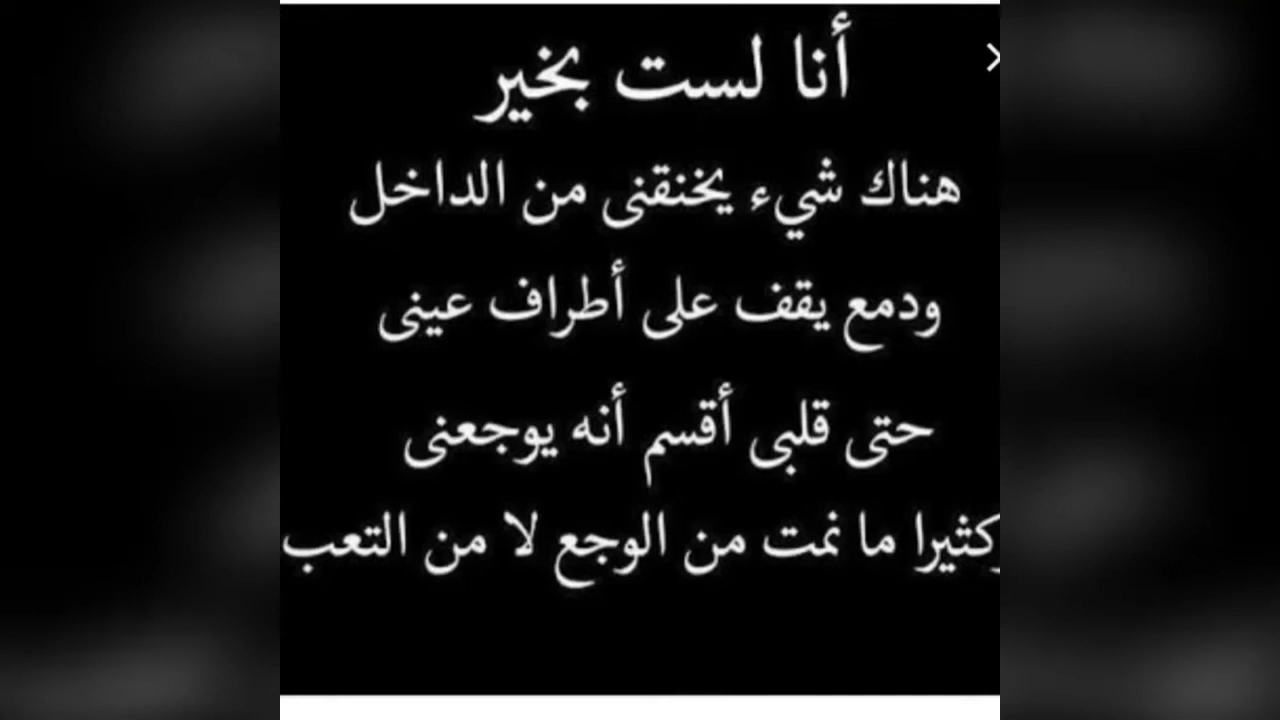 أنا لست بخير
هناك شيء يخنقنى من الداخل
ودمع يقف على أطراف عينى
حتى قلبى أقسم أنه يوجعنى
وكثيرا ما نمت من الوجع لا من التعب